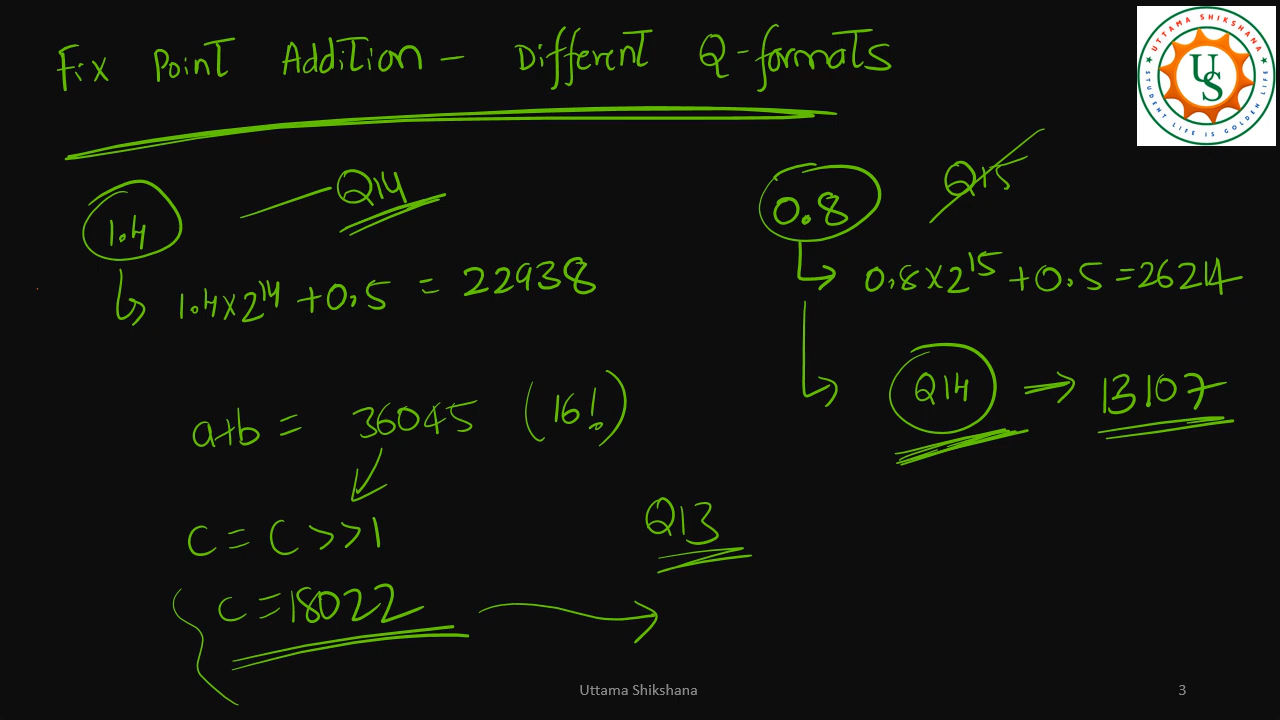 Fix Point Addition – Different Q-formats
UTTAMA SHIKSHANA
US
STUDENT LIFE IS GOLDEN LIFE
1.4 — Q14
0.8 Q15
1.4x2^14 + 0.5 = 22938
0.8x2^15 + 0.5 = 26214
Q14 → 13107
a+b = 36045 (16!)
C = C >> 1
Q13
C = 18022
Uttama Shikshana
3